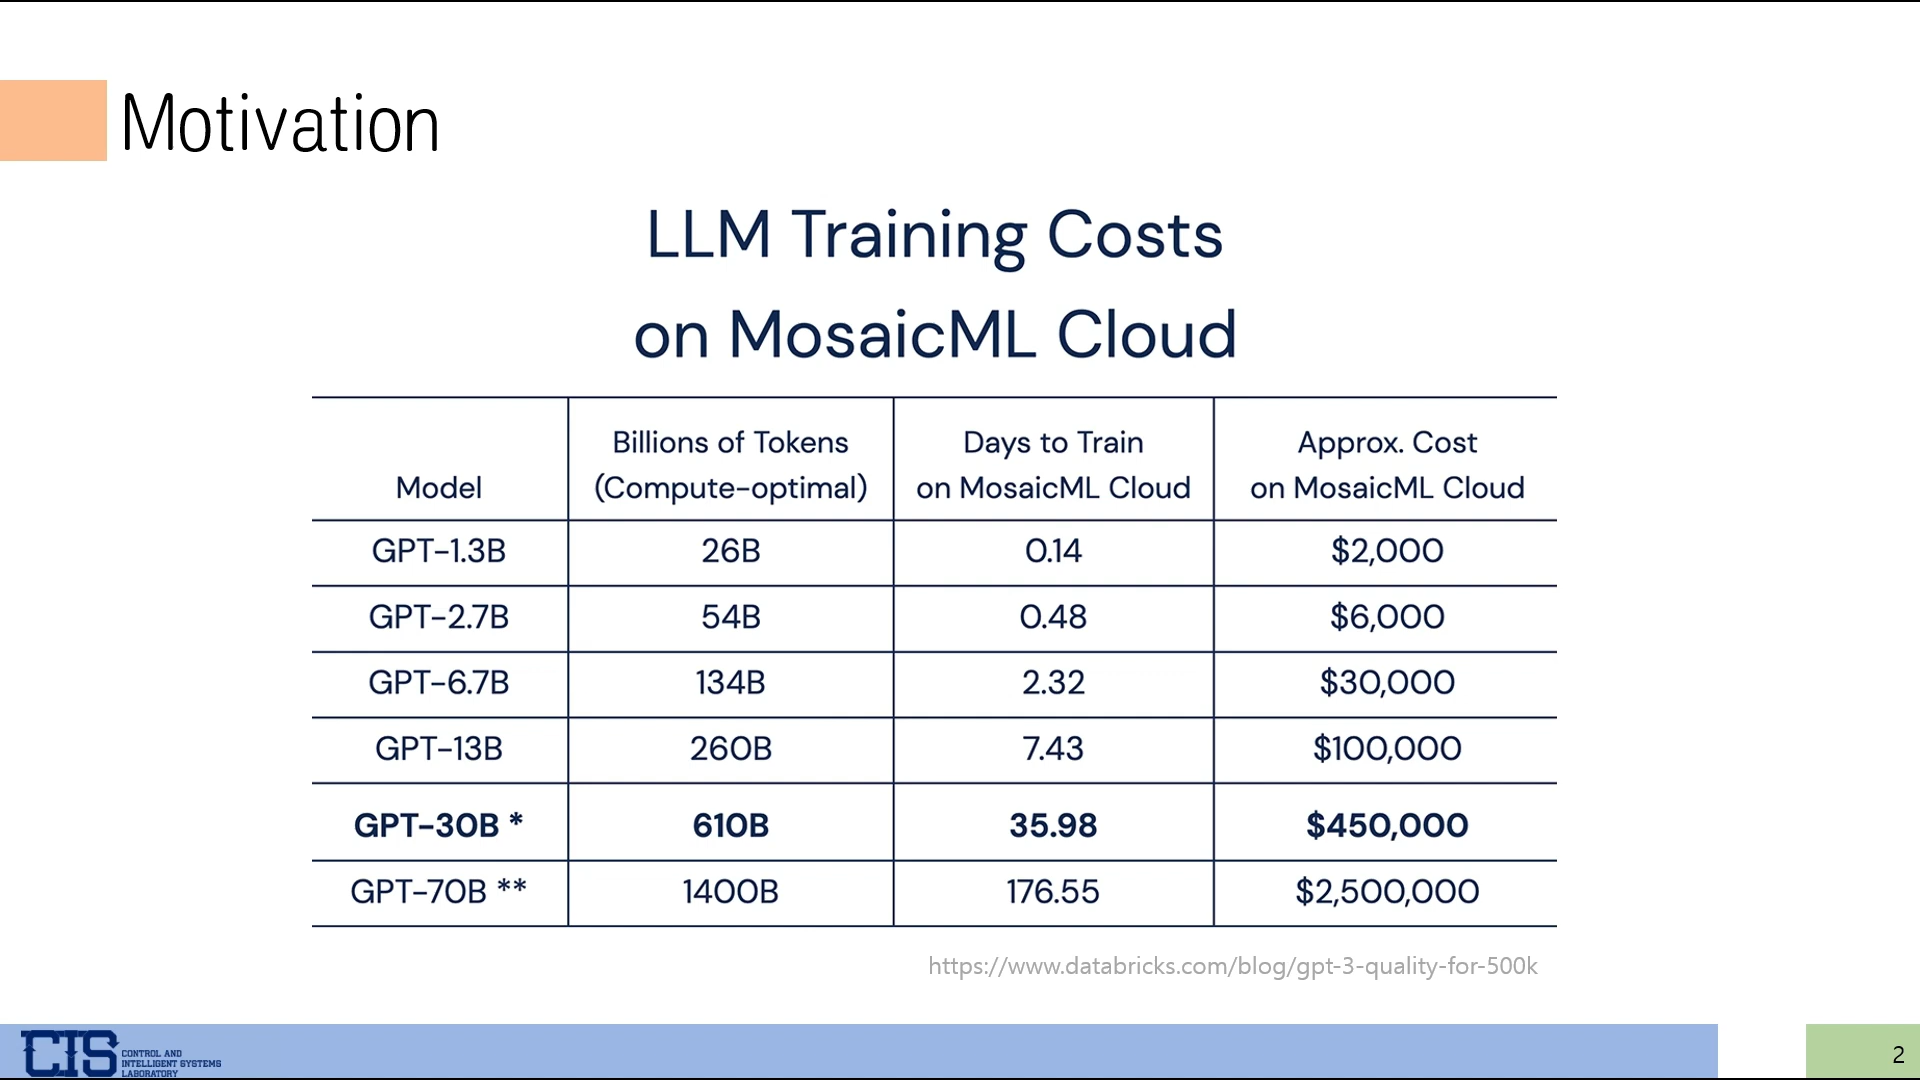 Motivation
LLM Training Costs
on MosaicML Cloud
Model
Billions of Tokens
(Compute-optimal)
Days to Train
on MosaicML Cloud
Approx. Cost
on MosaicML Cloud
GPT-1.3B 26B 0.14 $2,000
GPT-2.7B 54B 0.48 $6,000
GPT-6.7B 134B 2.32 $30,000
GPT-13B 260B 7.43 $100,000
GPT-30B * 610B 35.98 $450,000
GPT-70B ** 1400B 176.55 $2,500,000
https://www.databricks.com/blog/gpt-3-quality-for-500k
CIS
CONTROL AND
INTELLIGENT SYSTEMS
LABORATORY
2